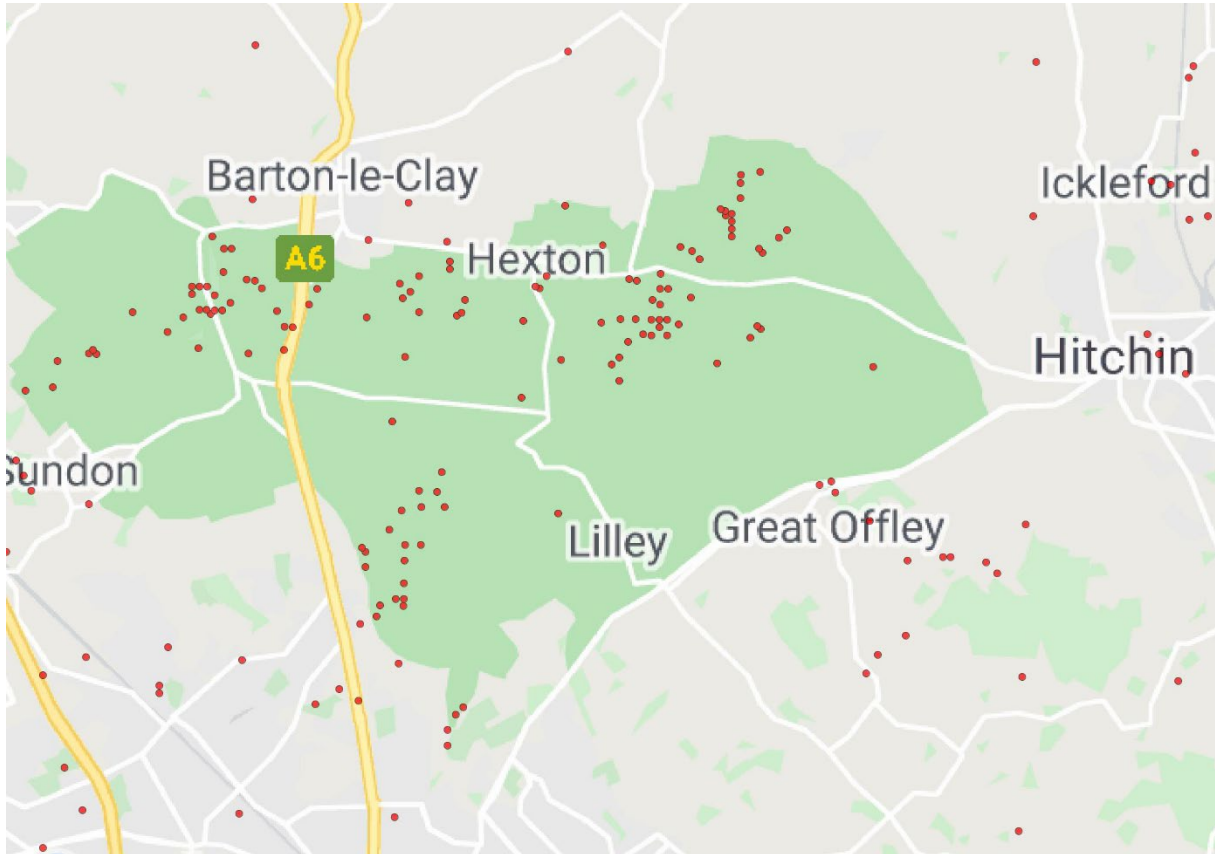 Barton-le-Clay
Ickleford
A6
Hexton
Hitchin
Sundon
Great Offley
Lilley